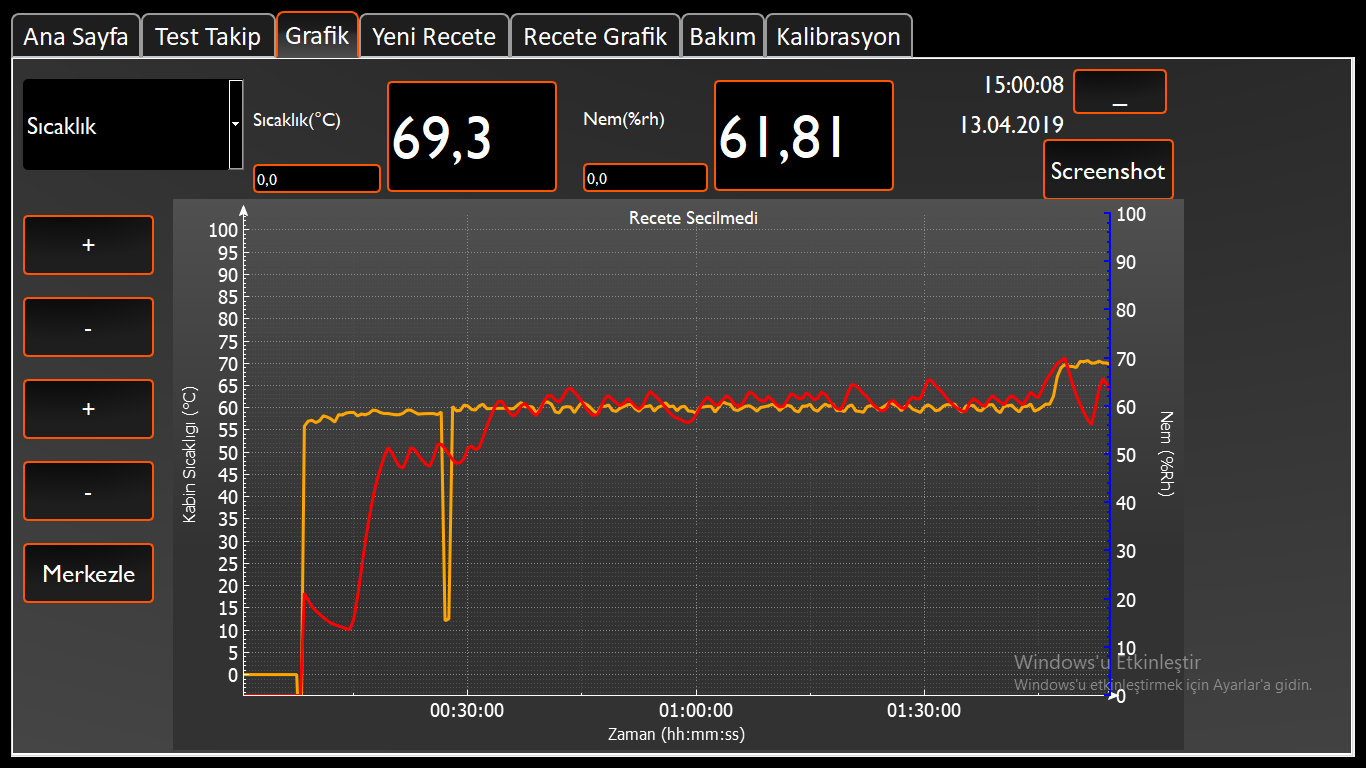 Ana Sayfa
Test Takip
Grafik
Yeni Recete
Recete Grafik
Bakım
Kalibrasyon
Sıcaklık
Sıcaklık(°C)
69,3
0,0
Nem(%rh)
61,81
0,0
15:00:08
_
13.04.2019
Screenshot
+
-
+
-
Merkezle
Recete Secilmedi
100
95
90
85
80
75
70
65
60
55
50
45
40
35
30
25
20
15
10
5
0
Kabin Sıcaklıgı (°C)
100
90
80
70
60
50
40
30
20
10
0
Nem (%Rh)
00:30:00
01:00:00
01:30:00
Zaman (hh:mm:ss)
Windows'u Etkinleştir
Windows'u etkinleştirmek için Ayarlar'a gidin.